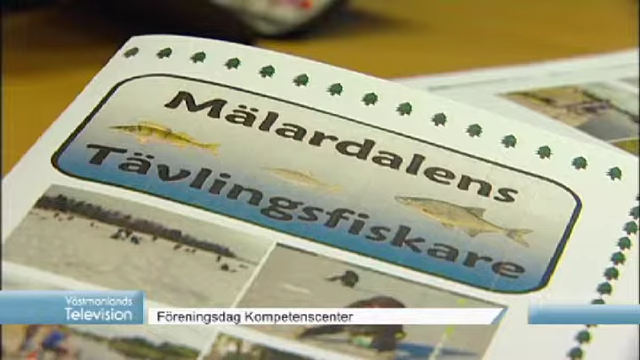 Mälardalens
Tävlingsfiskare
Västmanlands
Television
Föreningsdag Kompetenscenter